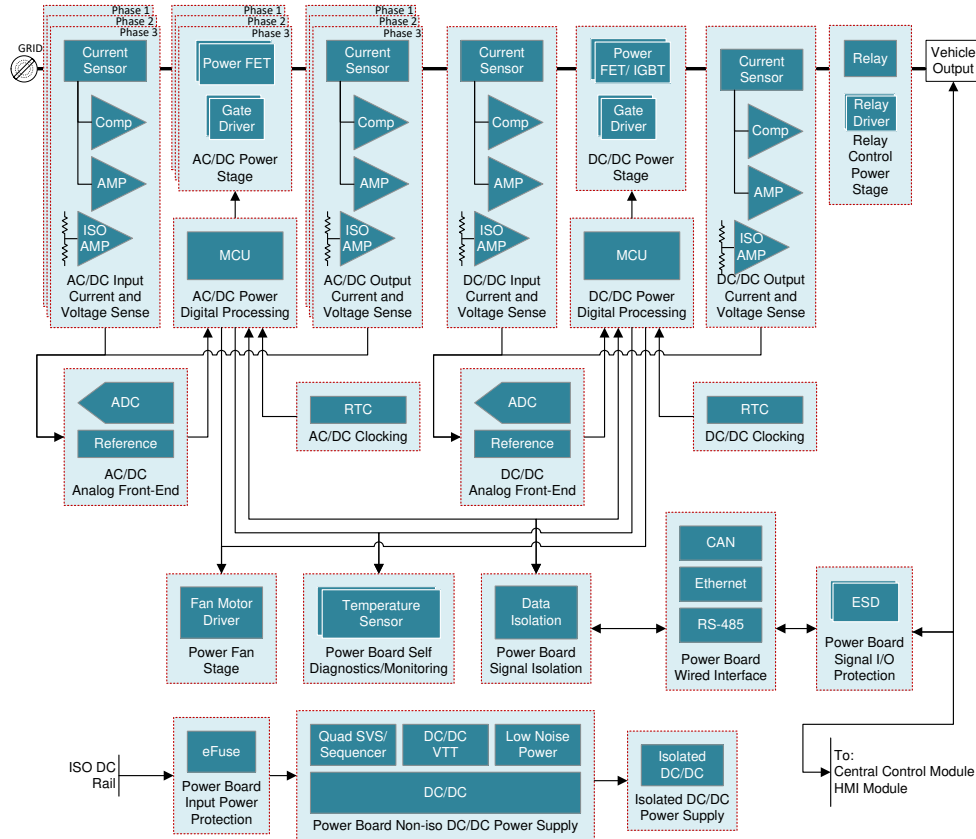 Phase 1
Phase 2
Phase 3
Phase 1
Phase 2
Phase 3
Phase 1
Phase 2
Phase 3
GRID
Current
Sensor
Comp
AMP
ISO
AMP
AC/DC Input
Current and
Voltage Sense
Power FET
Gate
Driver
AC/DC Power
Stage
MCU
AC/DC Power
Digital Processing
Current
Sensor
Comp
AMP
ISO
AMP
AC/DC Output
Current and
Voltage Sense
Current
Sensor
Comp
AMP
ISO
AMP
DC/DC Input
Current and
Voltage Sense
Power
FET/ IGBT
Gate
Driver
DC/DC Power
Stage
MCU
DC/DC Power
Digital Processing
Current
Sensor
Comp
AMP
ISO
AMP
DC/DC Output
Current and
Voltage Sense
Relay
Relay
Driver
Relay
Control
Power
Stage
Vehicle
Output
ADC
Reference
AC/DC
Analog Front-End
RTC
AC/DC Clocking
ADC
Reference
DC/DC
Analog Front-End
RTC
DC/DC Clocking
Fan Motor
Driver
Power Fan
Stage
Temperature
Sensor
Power Board Self
Diagnostics/Monitoring
Data
Isolation
Power Board
Signal Isolation
CAN
Ethernet
RS-485
Power Board
Wired Interface
ESD
Power Board
Signal I/O
Protection
ISO DC
Rail
eFuse
Power Board
Input Power
Protection
Quad SVS/
Sequencer
DC/DC
VTT
Low Noise
Power
DC/DC
Power Board Non-iso DC/DC Power Supply
Isolated
DC/DC
Isolated DC/DC
Power Supply
To:
Central Control Module
HMI Module